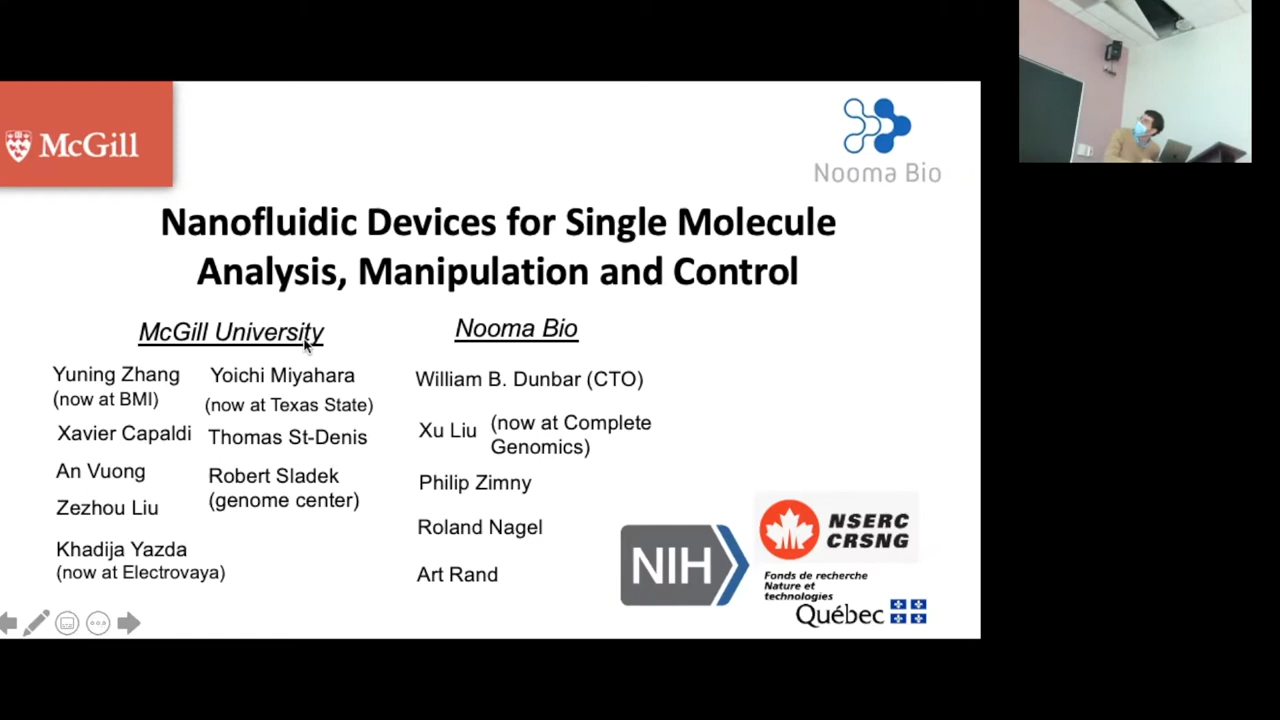 McGill
Nooma Bio
Nanofluidic Devices for Single Molecule
Analysis, Manipulation and Control
McGill University
Yuning Zhang
(now at BMI)
Xavier Capaldi
An Vuong
Zezhou Liu
Khadija Yazda
(now at Electrovaya)
Yoichi Miyahara
(now at Texas State)
Thomas St-Denis
Robert Sladek
(genome center)
Nooma Bio
William B. Dunbar (CTO)
Xu Liu (now at Complete
Genomics)
Philip Zimny
Roland Nagel
Art Rand
NIH
NSERC
CRSNG
Fonds de recherche
Nature et
technologies
Québec